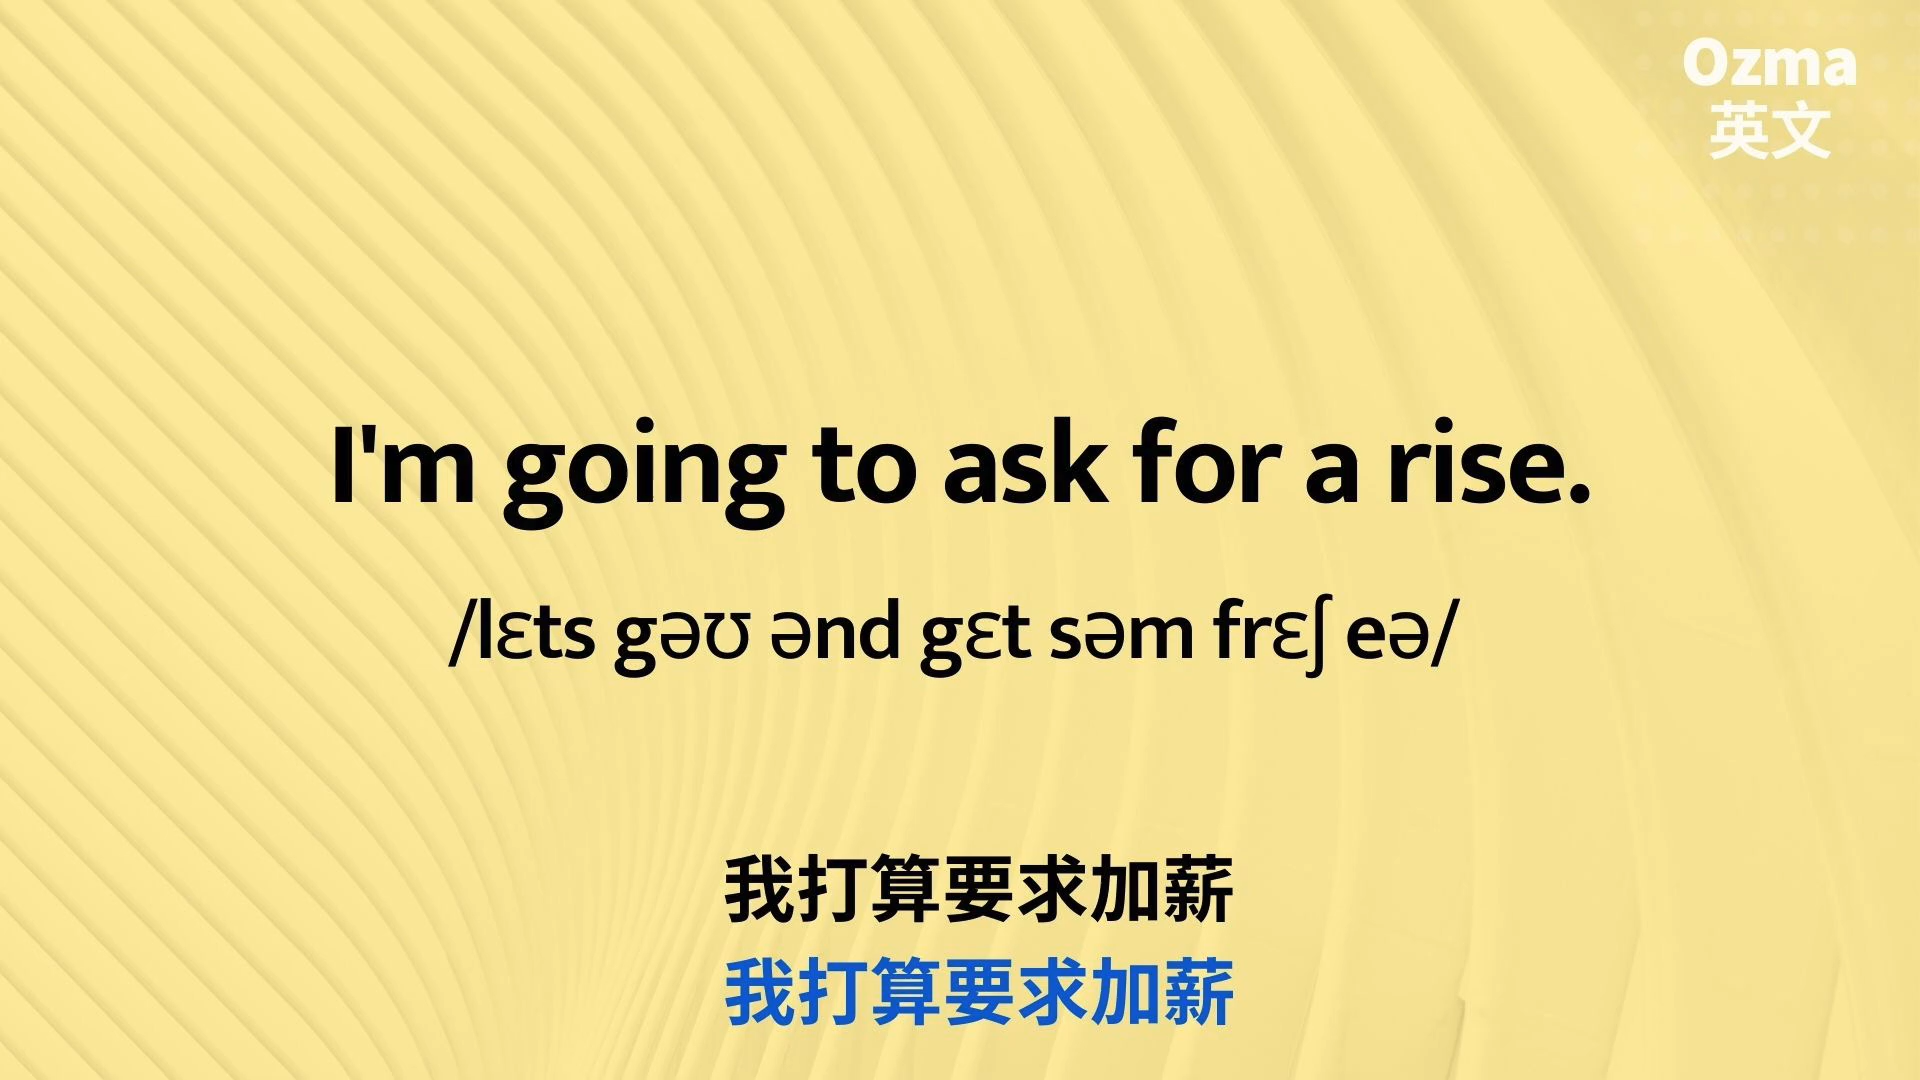 Ozma
英文
I'm going to ask for a rise.
/lɛts gəʊ ənd gɛt səm frɛʃ eə/
我打算要求加薪
我打算要求加薪